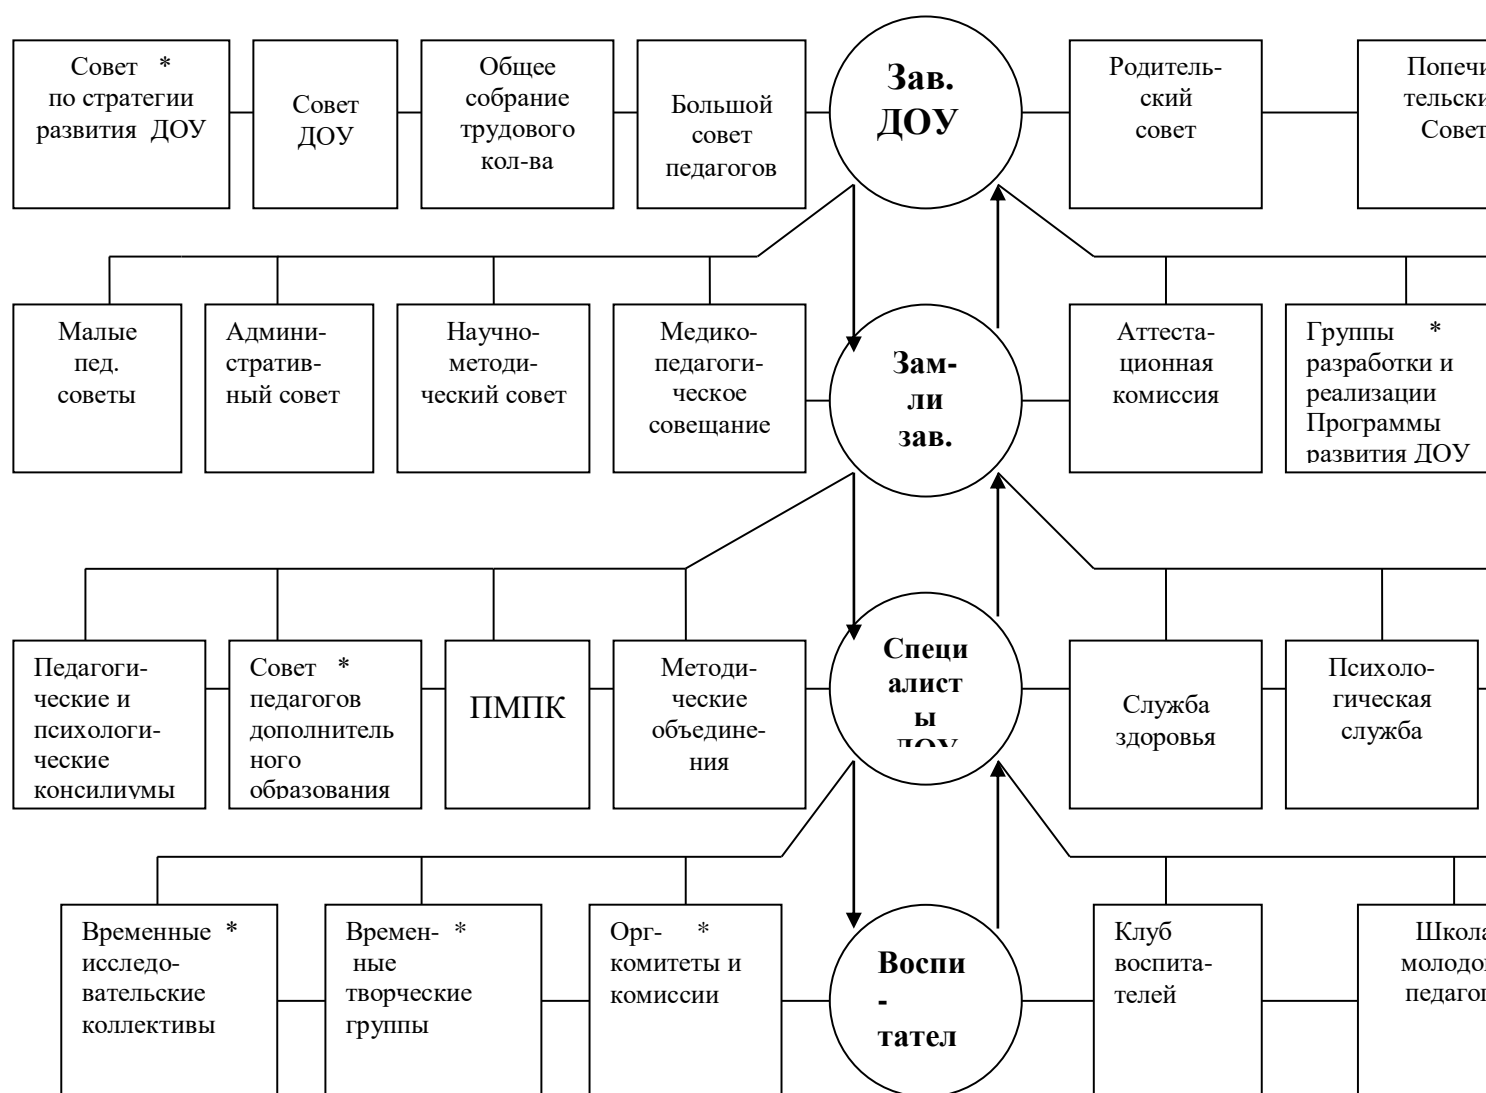 Совет *
по стратегии
развития ДОУ
Совет
ДОУ
Общее
собрание
трудового
кол-ва
Большой
совет
педагогов
Зав.
ДОУ
Родитель-
ский
совет
Попечи
тельски
Совет
Малые
пед.
советы
Админи-
стратив-
ный совет
Научно-
методи-
ческий совет
Медико-
педагоги-
ческое
совещание
Зам-
ли
зав.
Аттеста-
ционная
комиссия
Группы *
разработки и
реализации
Программы
развития ДОУ
Педагоги-
ческие и
психологи-
ческие
консилиумы
Совет *
педагогов
дополнитель
ного
образования
ПМПК
Методи-
ческие
объедине-
ния
Специ
алист
ы
ДОУ
Служба
здоровья
Психоло-
гическая
служба
Временные *
исследо-
вательские
коллективы
Времен- *
ные
творческие
группы
Орг- *
комитеты и
комиссии
Воспи
-
тател
Клуб
воспита-
телей
Школа
молодо
педагог